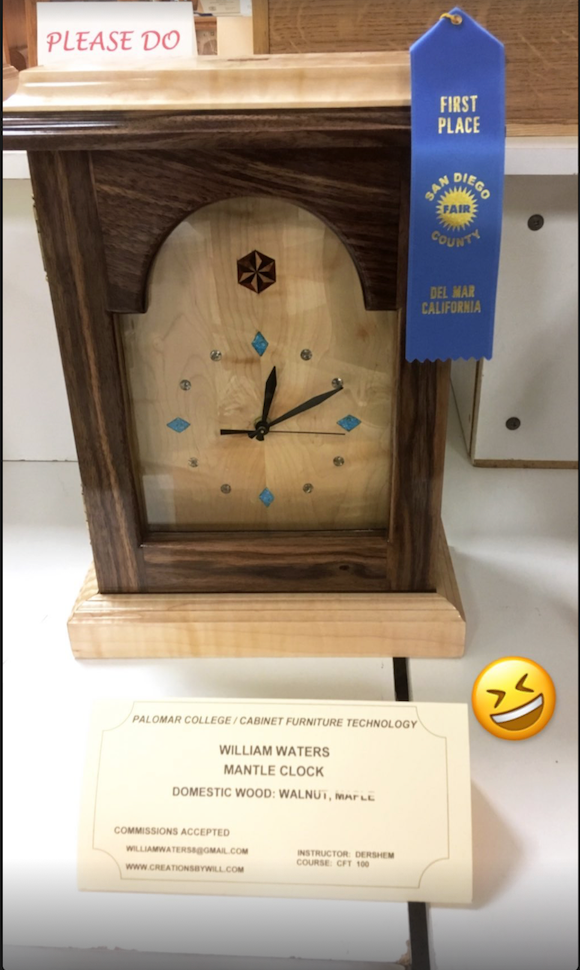 PLEASE DO
FIRST
PLACE
SAN DIEGO
FAIR
COUNTY
DEL MAR
CALIFORNIA
PALOMAR COLLEGE / CABINET FURNITURE TECHNOLOGY
WILLIAM WATERS
MANTLE CLOCK
DOMESTIC WOOD: WALNUT, MAPLE
COMMISSIONS ACCEPTED
WILLIAMWATERS8@GMAIL.COM
WWW.CREATIONSBYWILL.COM
INSTRUCTOR: DERSHEM
COURSE: CFT 100